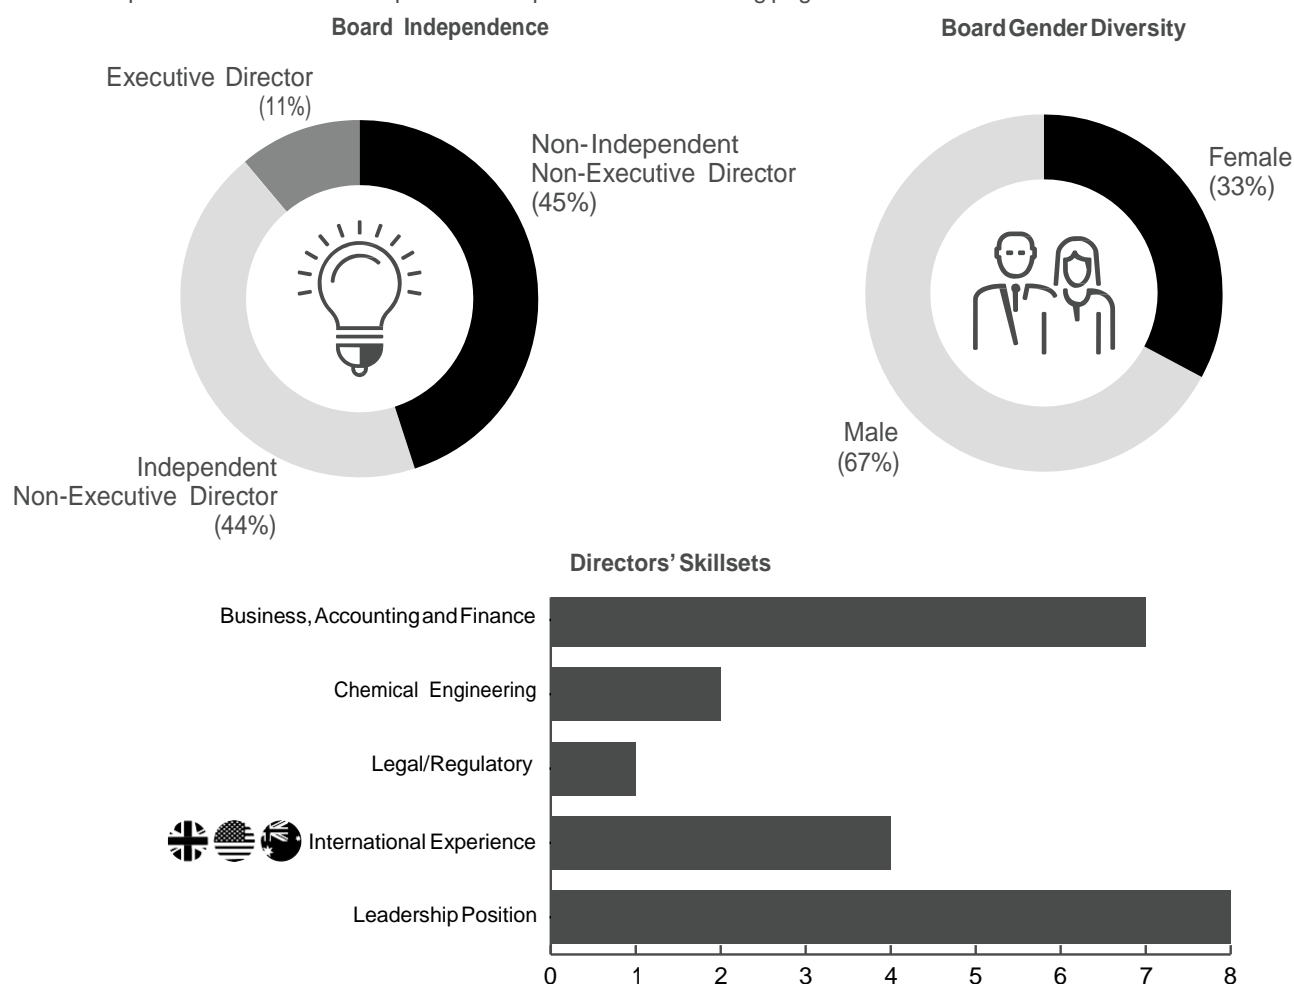 Board Independence
Board Gender Diversity
Executive Director
(11%)
Non-Independent
Non-Executive Director
(45%)
Female
(33%)
Male
(67%)
Independent
Non-Executive Director
(44%)
Directors’ Skillsets
Business, Accounting and Finance
Chemical Engineering
Legal/Regulatory
International Experience
Leadership Position
0 1 2 3 4 5 6 7 8